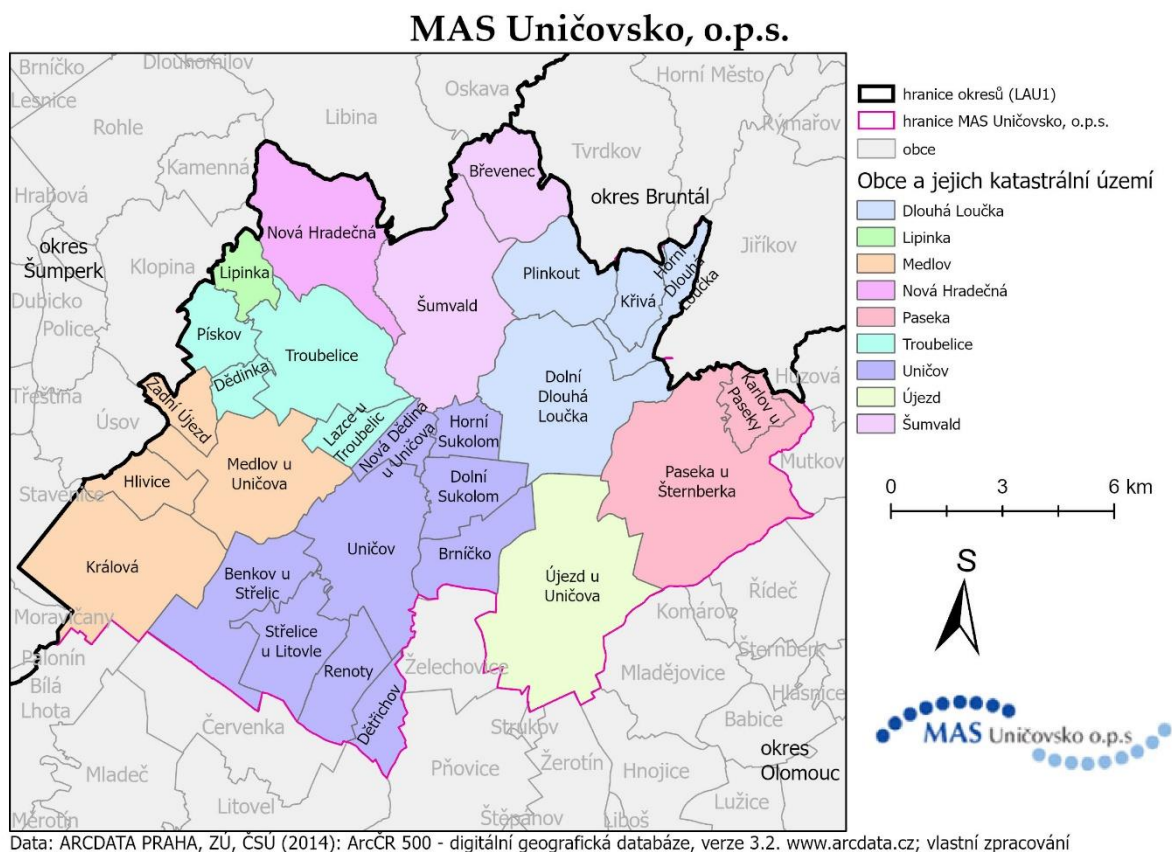 MAS Uničovsko, o.p.s.
Brníčko
Dlouhomilov
Lesnice
Rohle
Libina
Oskava
Horní Město
Rýmařov
Kamenná
Tvrdkov
Břevenec
Hrabová
okres Bruntál
Nová Hradečná
okres
Šumperk
Klopina
Lipinka
Plinkout
Horní
Dlouhá
Loučka
Jiříkov
Křivá
Dubicko
Šumvald
Police
Pískov
Troubelice
Dědinka
Třeština
Zadní Újezd
Dolní
Dlouhá
Loučka
Huzová
Karlov u
Paseky
Úsov
Lazce u
Troubelic
Nová Dědina
u Uničova
Horní
Sukolom
Mutkov
Medlov u
Uničova
Hlivice
Dolní
Sukolom
Paseka u
Šternberka
Stavenice
Uničov
Brníčko
Králová
Benkov u
Střelic
Újezd u
Uničova
Řídeč
Komárov
Moravičany
Střelice
u Litovle
Šternberk
Palonín
Želechovice
Mladějovice
Renoty
Hlásnice
Bílá
Lhota
Dětřichov
Červenka
Strukov
Babice
okres
Olomouc
Mladeč
Pňovice
Žerotín
Hnojice
Litovel
Lužice
Měrotín
Štěpánov
Liboš
hranice okresů (LAU1)
hranice MAS Uničovsko, o.p.s.
obce
Obce a jejich katastrální území
Dlouhá Loučka
Lipinka
Medlov
Nová Hradečná
Paseka
Troubelice
Uničov
Újezd
Šumvald
0 3 6 km
S
MAS Uničovsko o.p.s
Data: ARCDATA PRAHA, ZÚ, ČSÚ (2014): ArcČR 500 - digitální geografická databáze, verze 3.2. www.arcdata.cz; vlastní zpracování